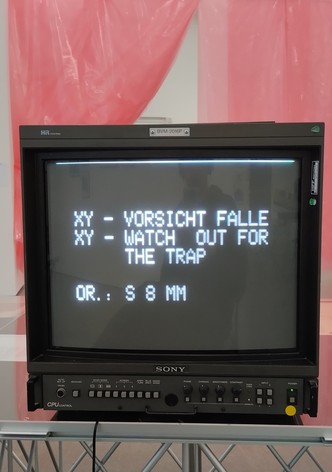 XY - VORSICHT FALLE
XY - WATCH OUT FOR
THE TRAP
OR.: S 8 MM
SONY